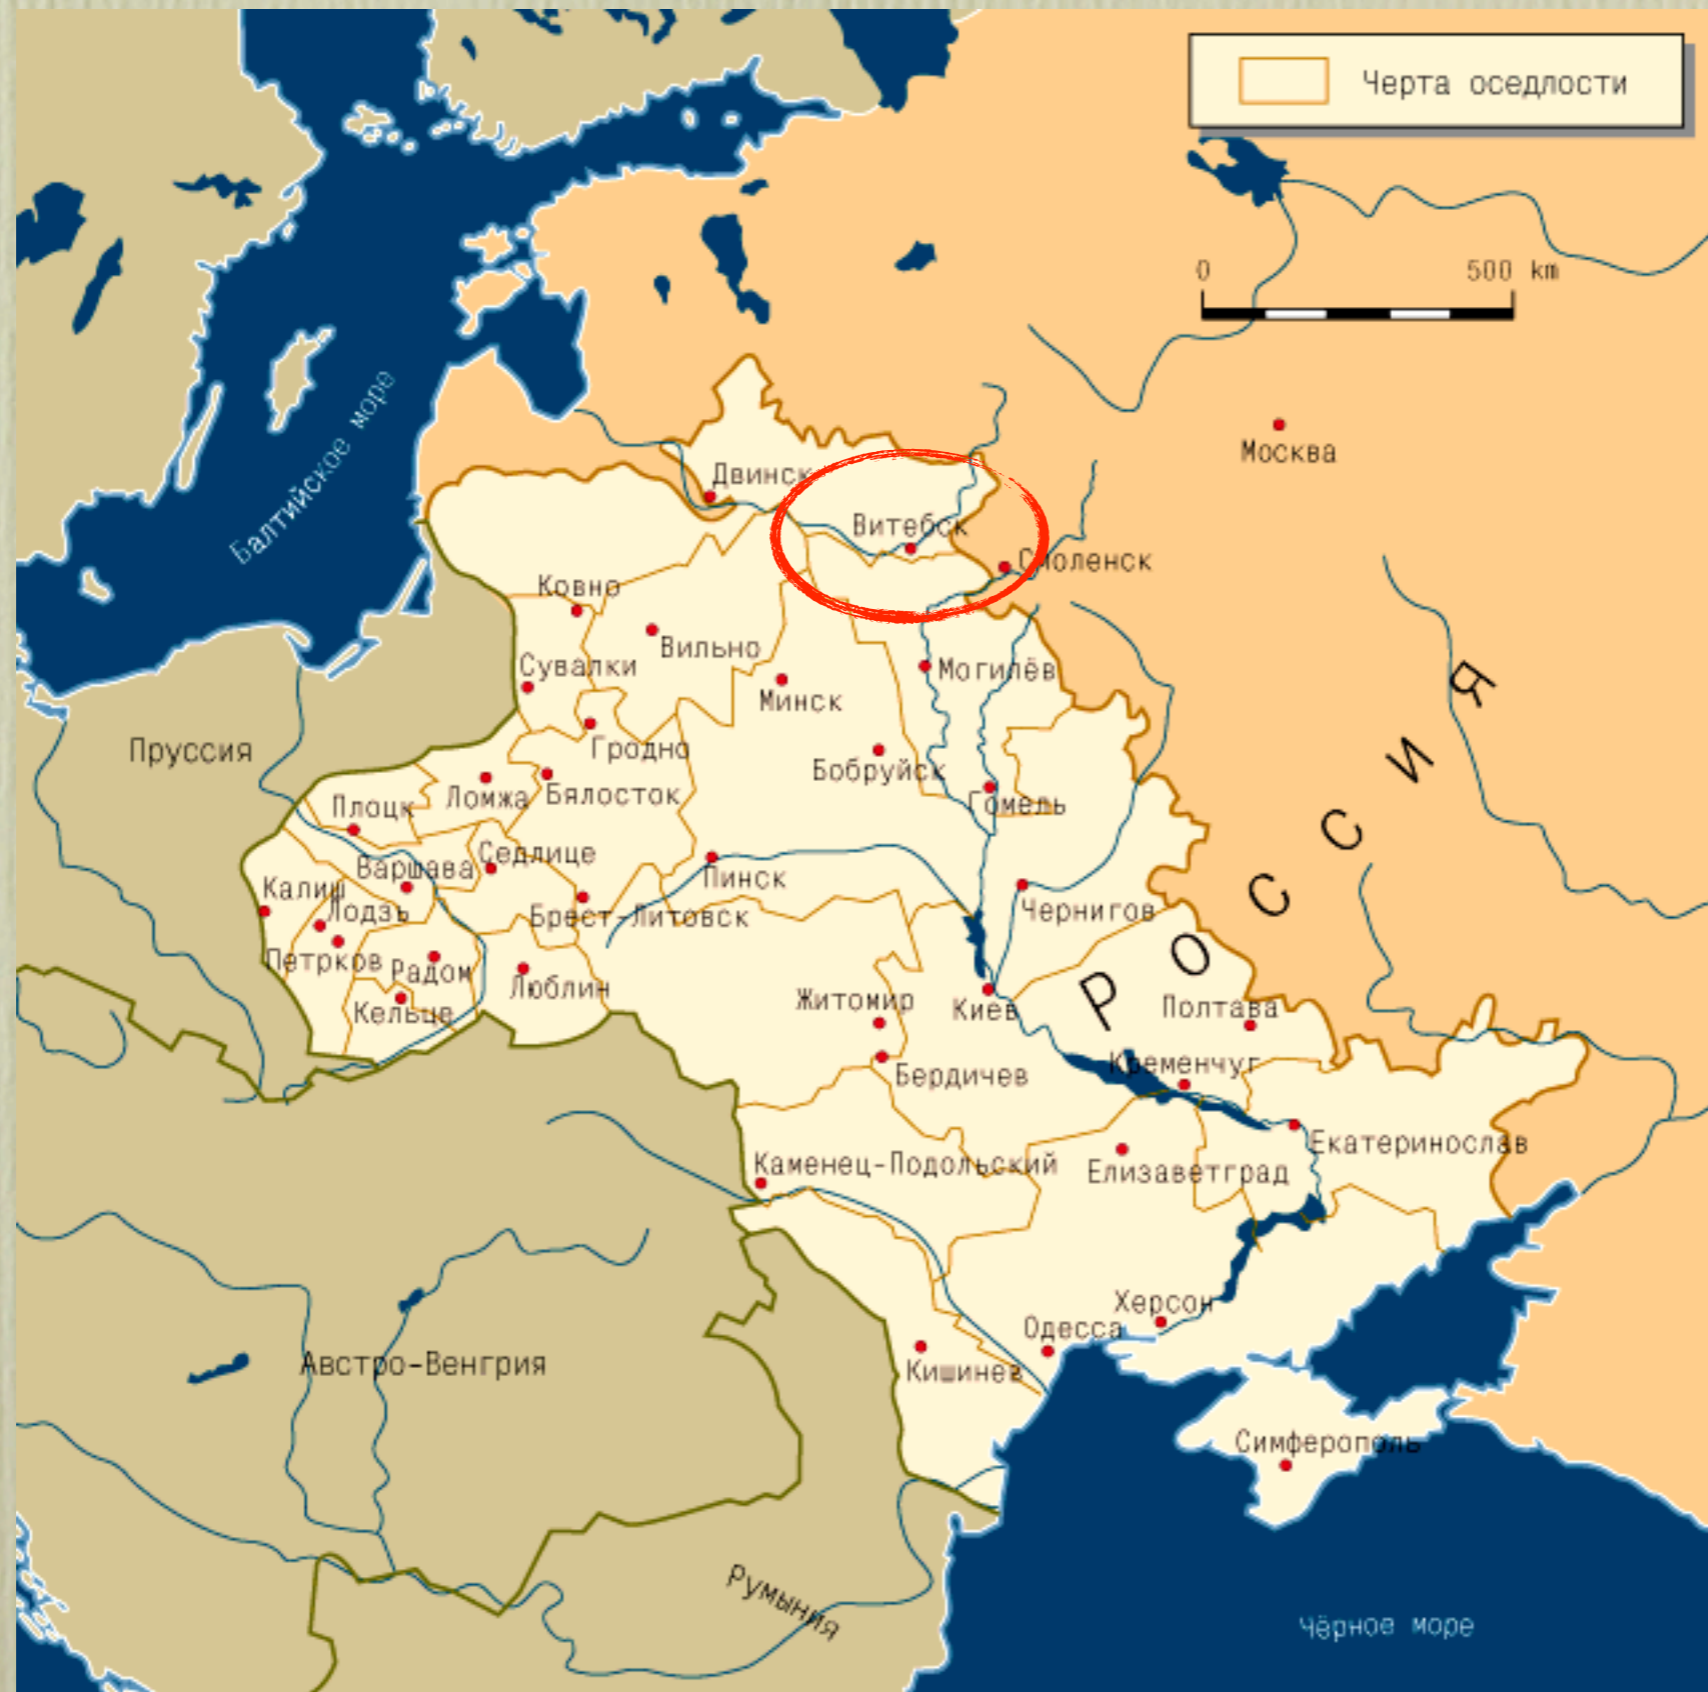 Черта оседлости
0
500 km
Москва
Балтийское море
Двинск
Витебск
Смоленск
Ковно
Вильно
Сувалки
Могилёв
Минск
Гродно
Пруссия
Бобруйск
Ломжа
Бялосток
Гомель
Плоцк
Варшава
Седлице
Пинск
Калиш
Лодзь
Брест-Литовск
Чернигов
РОССИЯ
Петрков
Радом
Люблин
Кельце
Житомир
Киев
Полтава
Бердичев
Кременчуг
Екатеринослав
Каменец-Подольский
Елизаветград
Херсон
Одесса
Австро-Венгрия
Кишинев
Симферополь
Румыния
Чёрное море